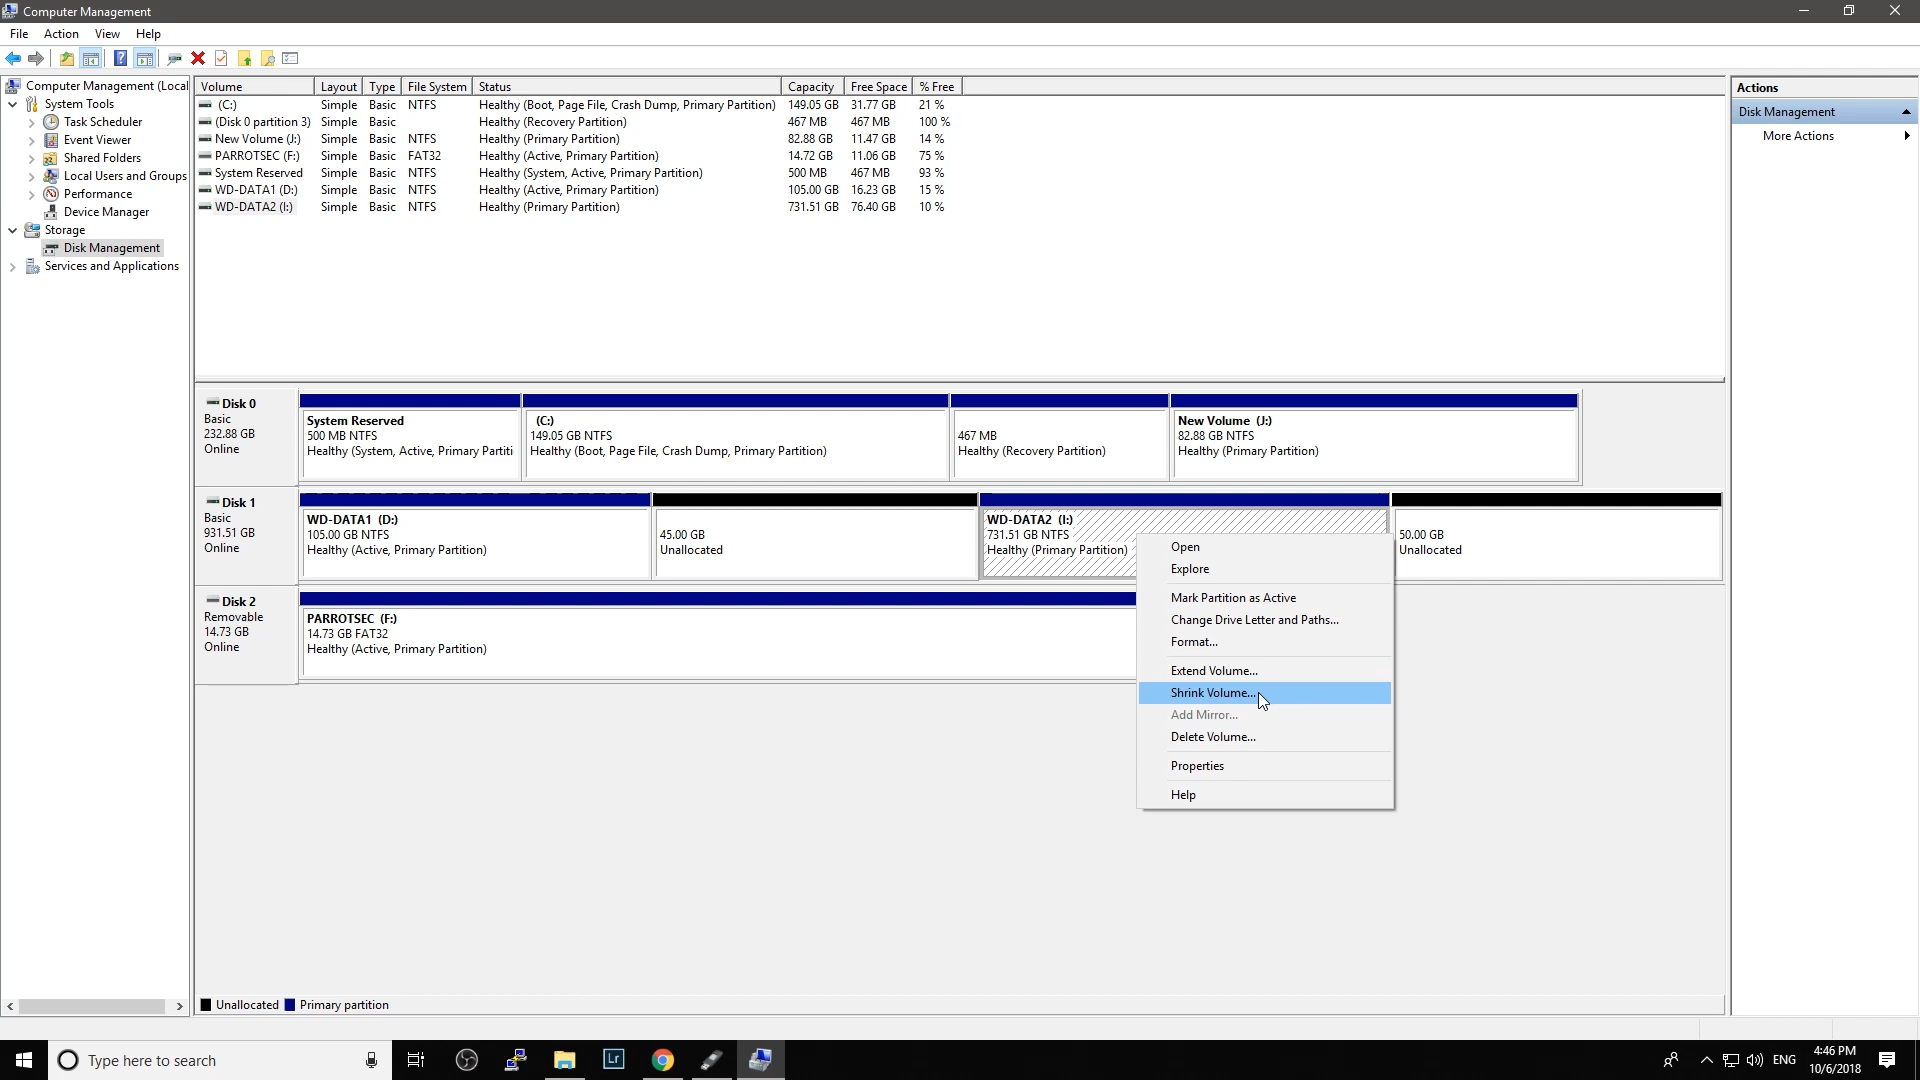 Computer Management
File Action View Help
Computer Management (Local
System Tools
Task Scheduler
Event Viewer
Shared Folders
Local Users and Groups
Performance
Device Manager
Storage
Disk Management
Services and Applications
Volume Layout Type File System Status Capacity Free Space % Free
(C:) Simple Basic NTFS Healthy (Boot, Page File, Crash Dump, Primary Partition) 149.05 GB 31.77 GB 21 %
(Disk 0 partition 3) Simple Basic Healthy (Recovery Partition) 467 MB 467 MB 100 %
New Volume (J:) Simple Basic NTFS Healthy (Primary Partition) 82.88 GB 11.47 GB 14 %
PARROTSEC (F:) Simple Basic FAT32 Healthy (Active, Primary Partition) 14.72 GB 11.06 GB 75 %
System Reserved Simple Basic NTFS Healthy (System, Active, Primary Partition) 500 MB 467 MB 93 %
WD-DATA1 (D:) Simple Basic NTFS Healthy (Active, Primary Partition) 105.00 GB 16.23 GB 15 %
WD-DATA2 (I:) Simple Basic NTFS Healthy (Primary Partition) 731.51 GB 76.40 GB 10 %
Actions
Disk Management
More Actions
Disk 0
Basic
232.88 GB
Online
System Reserved
500 MB NTFS
Healthy (System, Active, Primary Partiti
(C:)
149.05 GB NTFS
Healthy (Boot, Page File, Crash Dump, Primary Partition)
467 MB
Healthy (Recovery Partition)
New Volume (J:)
82.88 GB NTFS
Healthy (Primary Partition)
Disk 1
Basic
931.51 GB
Online
WD-DATA1 (D:)
105.00 GB NTFS
Healthy (Active, Primary Partition)
45.00 GB
Unallocated
WD-DATA2 (I:)
731.51 GB NTFS
Healthy (Primary Partition)
50.00 GB
Unallocated
Disk 2
Removable
14.73 GB
Online
PARROTSEC (F:)
14.73 GB FAT32
Healthy (Active, Primary Partition)
Open
Explore
Mark Partition as Active
Change Drive Letter and Paths...
Format...
Extend Volume...
Shrink Volume...
Add Mirror...
Delete Volume...
Properties
Help
Unallocated Primary partition
Type here to search
Lr
ENG
4:46 PM
10/6/2018